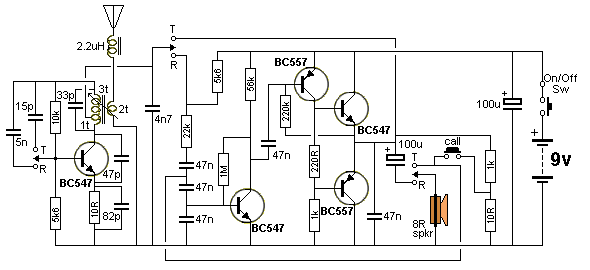 2.2uH
T
R
BC557
On/Off
Sw
33p
3t
15p
10k
1t
2t
5k6
56k
220k
100u
5n
T
R
4n7
22k
BC547
100u
call
BC547
47p
47n
1M
47n
220R
T
R
1k
9v
5k6
10R
82p
47n
47n
BC547
1k
BC557
47n
8R
spkr
10R